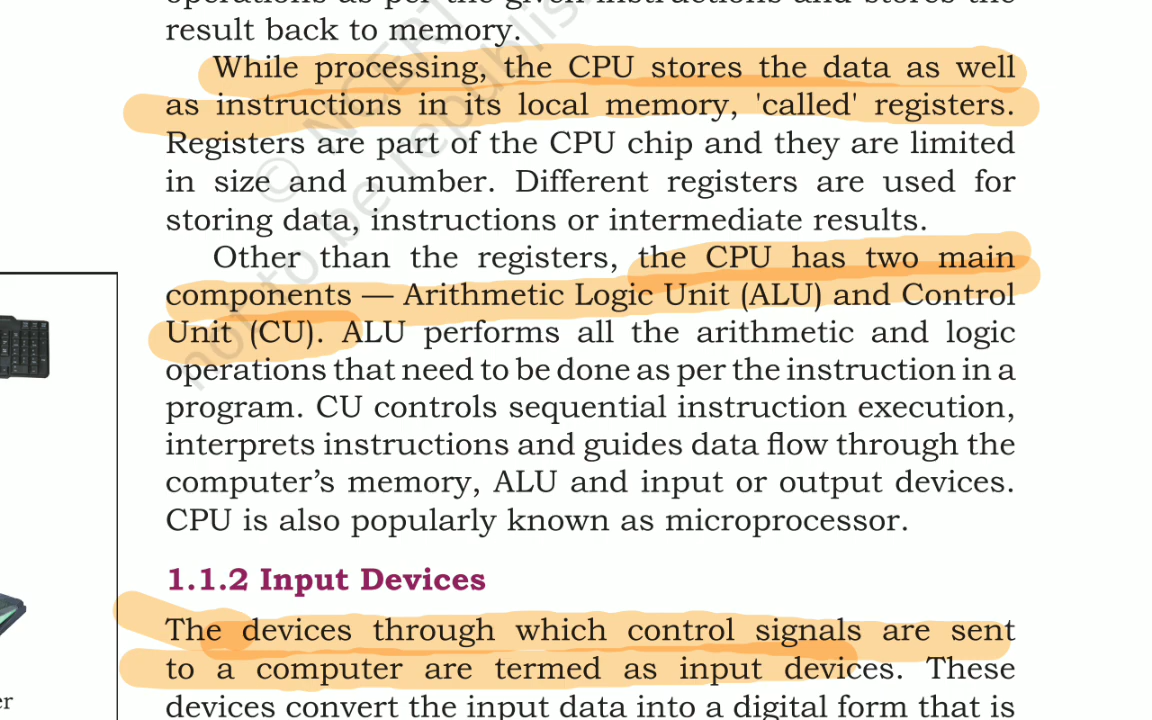 operations as per the given instructions and stores the
result back to memory.
While processing, the CPU stores the data as well
as instructions in its local memory, 'called' registers.
Registers are part of the CPU chip and they are limited
in size and number. Different registers are used for
storing data, instructions or intermediate results.
Other than the registers, the CPU has two main
components — Arithmetic Logic Unit (ALU) and Control
Unit (CU). ALU performs all the arithmetic and logic
operations that need to be done as per the instruction in a
program. CU controls sequential instruction execution,
interprets instructions and guides data flow through the
computer’s memory, ALU and input or output devices.
CPU is also popularly known as microprocessor.
1.1.2 Input Devices
The devices through which control signals are sent
to a computer are termed as input devices. These
devices convert the input data into a digital form that is
er
© NCERT
not to be republis